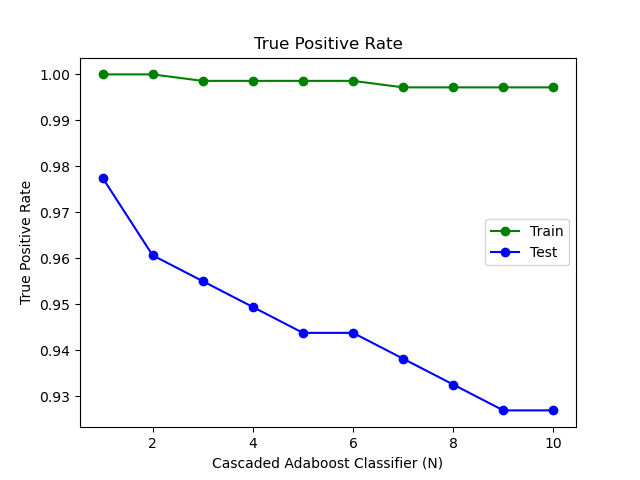 True Positive Rate
1.00
0.99
0.98
0.97
0.96
0.95
0.94
0.93
True Positive Rate
Train
Test
2
4
6
8
10
Cascaded Adaboost Classifier (N)